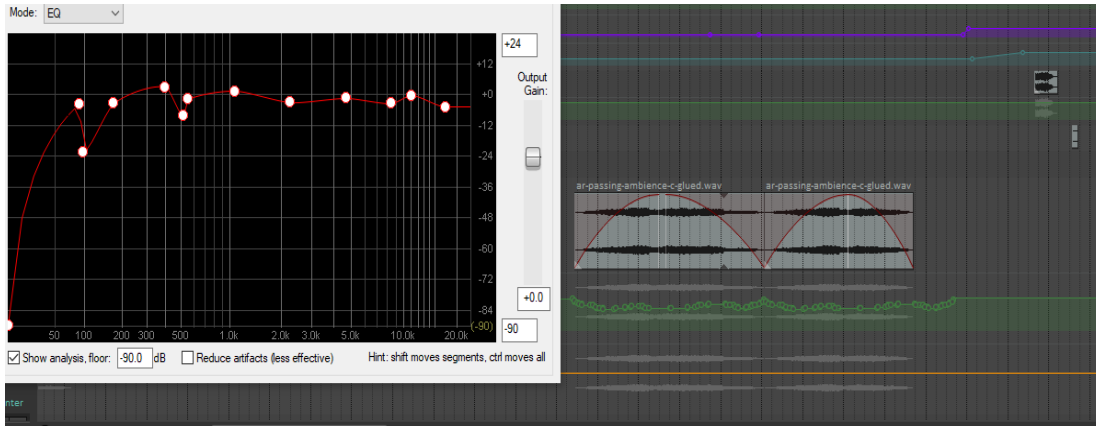 Mode: EQ
+24
+12
Output
Gain:
+0
-12
-24
-36
-48
-60
-72
+0.0
-84
(-90) -90
50 100 200 300 500 1.0k 2.0k 3.0k 5.0k 10.0k 20.0k
Show analysis, floor: -90.0 dB Reduce artifacts (less effective) Hint: shift moves segments, ctrl moves all
ar-passing-ambience-c-glued.wav ar-passing-ambience-c-glued.wav
nter